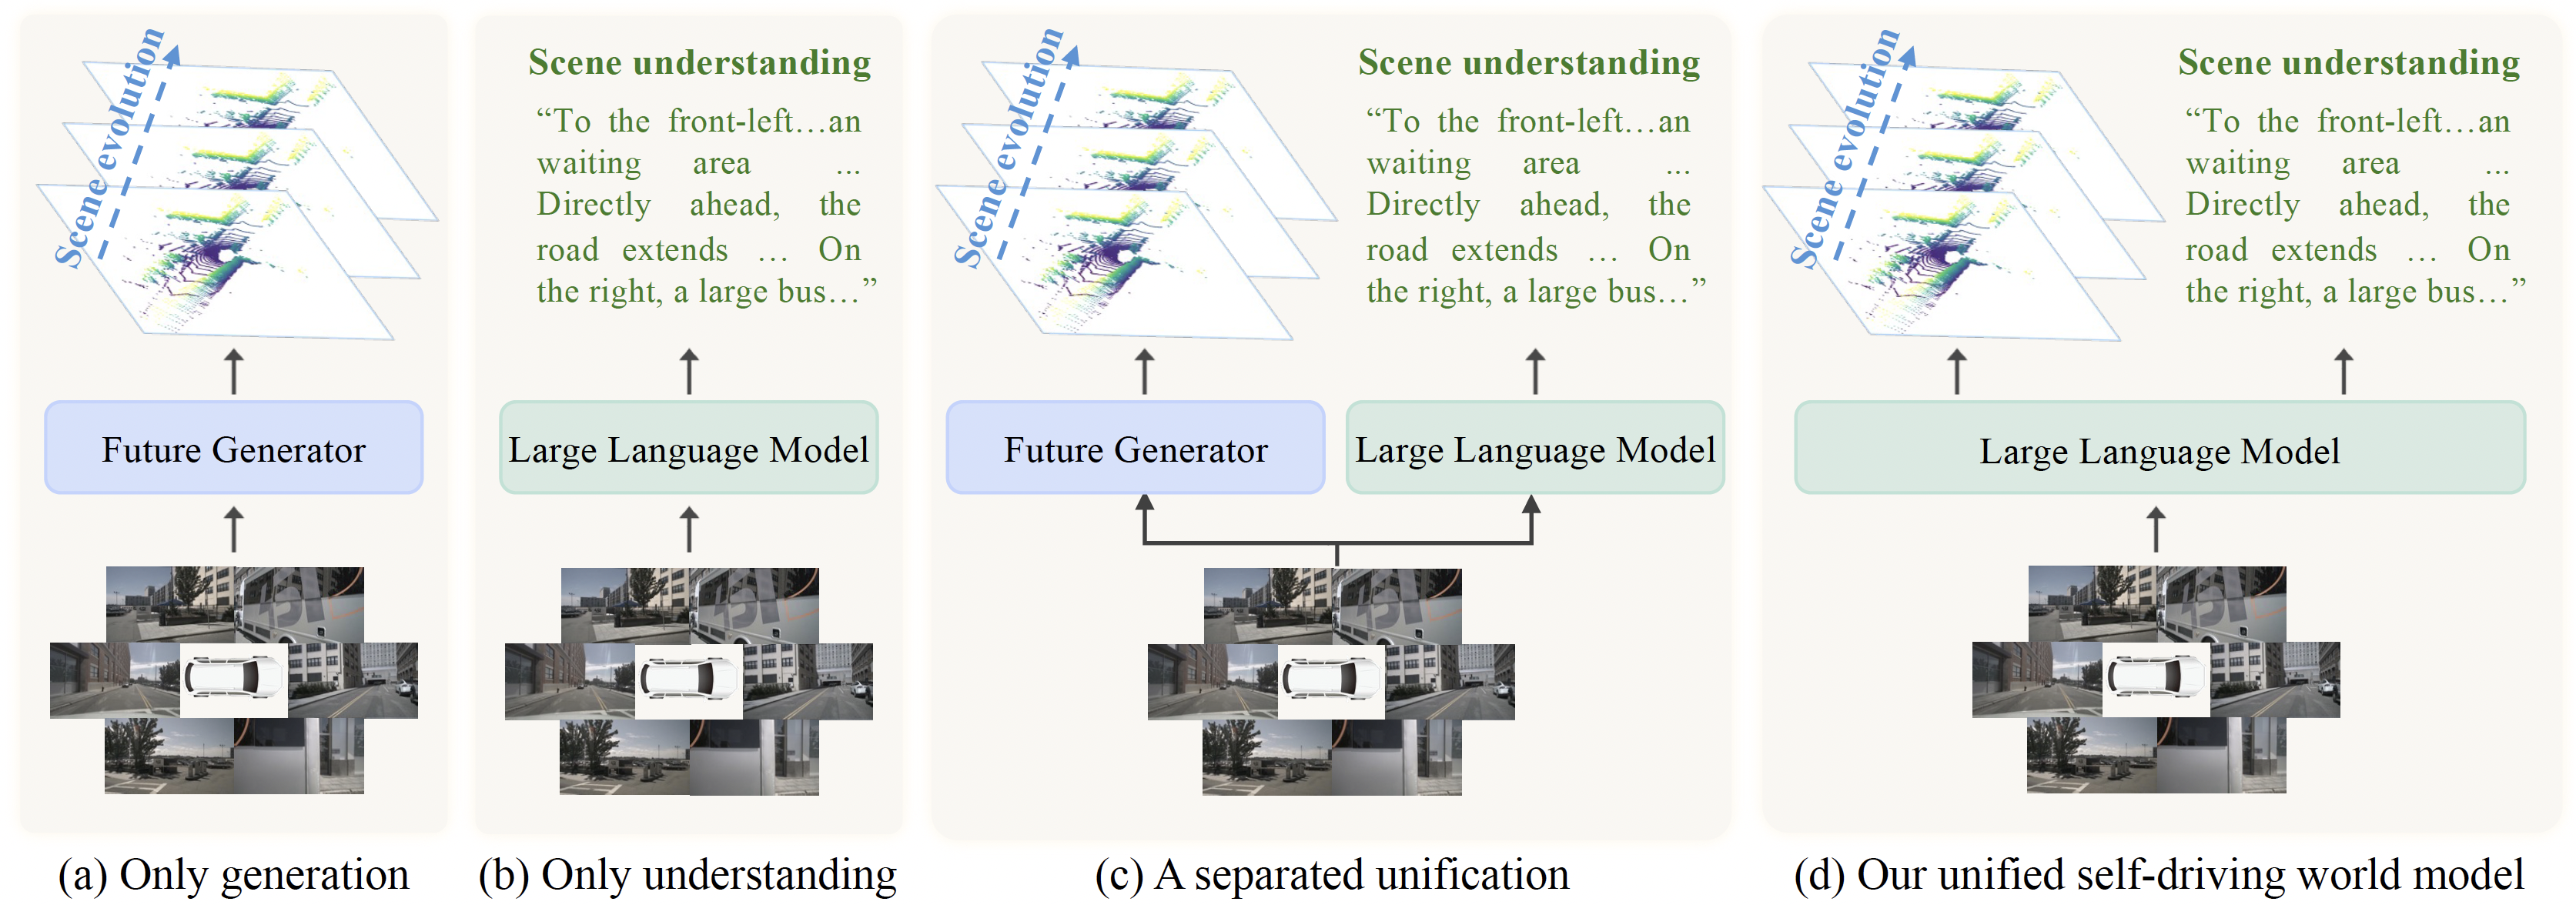 Scene evolution
Future Generator
(a) Only generation
Scene understanding
“To the front-left…an
waiting area ...
Directly ahead, the
road extends … On
the right, a large bus…”
Large Language Model
(b) Only understanding
Scene evolution
Scene understanding
“To the front-left…an
waiting area ...
Directly ahead, the
road extends … On
the right, a large bus…”
Future Generator
Large Language Model
(c) A separated unification
Scene evolution
Scene understanding
“To the front-left…an
waiting area ...
Directly ahead, the
road extends … On
the right, a large bus…”
Large Language Model
(d) Our unified self-driving world model